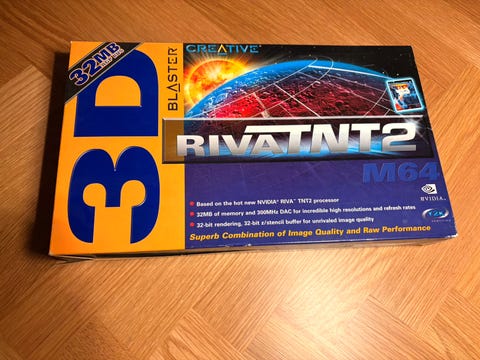 32MB
3D
BLASTER
CREATIVE
RIVA TNT2
M64
• Based on the hot new NVIDIA® RIVA™ TNT2 processor
• 32MB of memory and 300MHz DAC for incredible high resolutions and refresh rates
• 32-bit rendering, 32-bit z/stencil buffer for unrivaled image quality
Superb Combination of Image Quality and Raw Performance
NVIDIA.